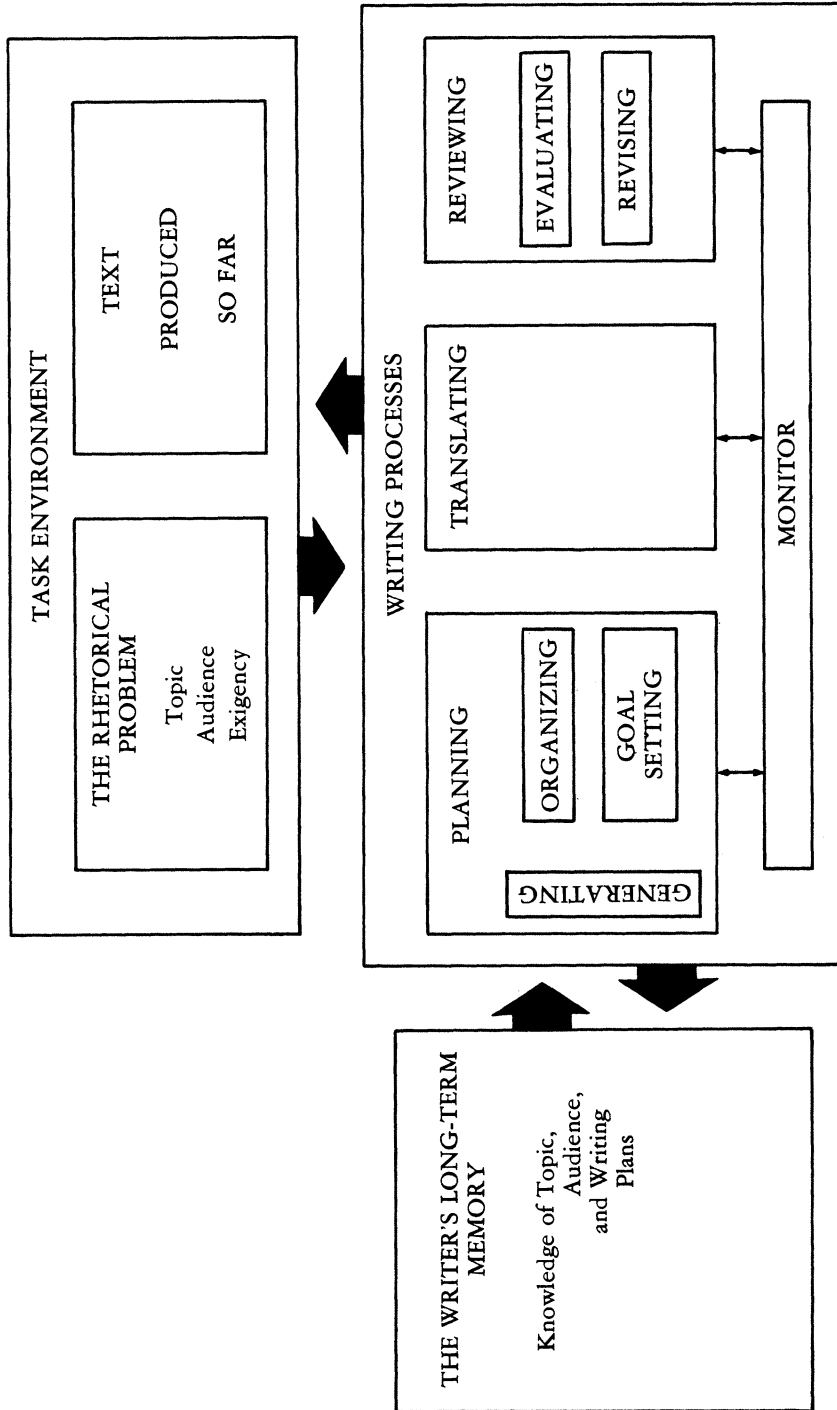 TASK ENVIRONMENT
THE RHETORICAL
PROBLEM
Topic
Audience
Exigency
TEXT
PRODUCED
SO FAR
THE WRITER'S LONG-TERM
MEMORY
Knowledge of Topic,
Audience,
and Writing
Plans
WRITING PROCESSES
PLANNING
GENERATING
ORGANIZING
GOAL
SETTING
TRANSLATING
REVIEWING
EVALUATING
REVISING
MONITOR